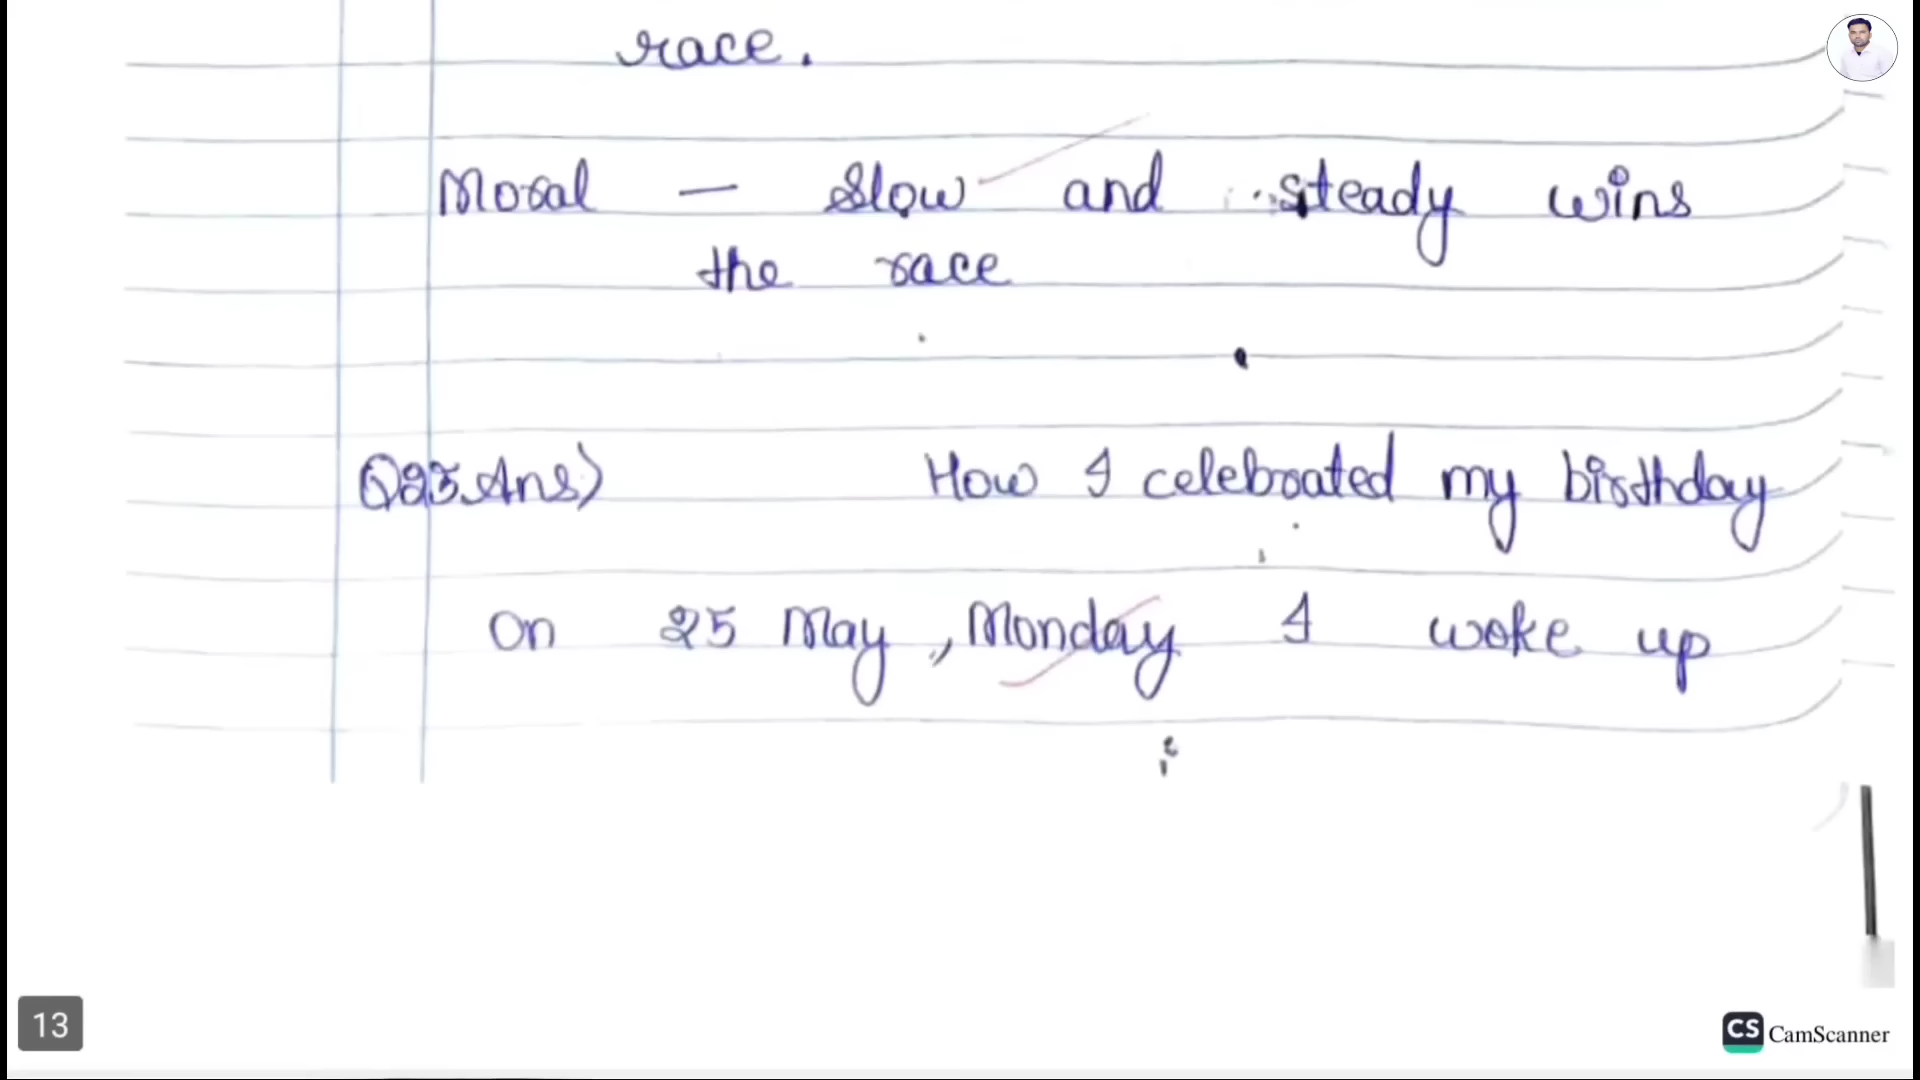 race.
Moral — Slow and steady wins
the race
Q25.Ans) How I celebrated my birthday
On 25 May, Monday I woke up
13
CS CamScanner